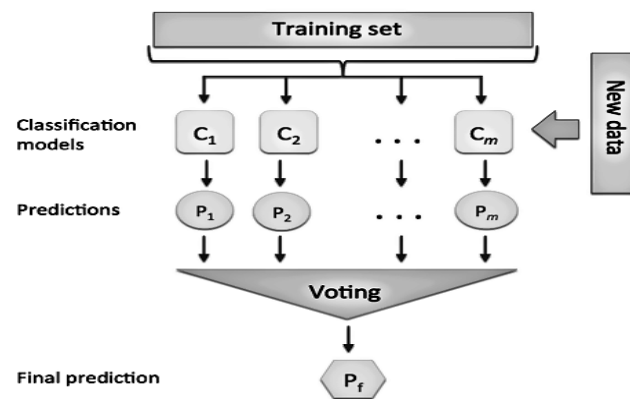 Training set
New data
Classification models
C1 C2 . . . Cm
Predictions
P1 P2 . . . Pm
Voting
Final prediction
Pf